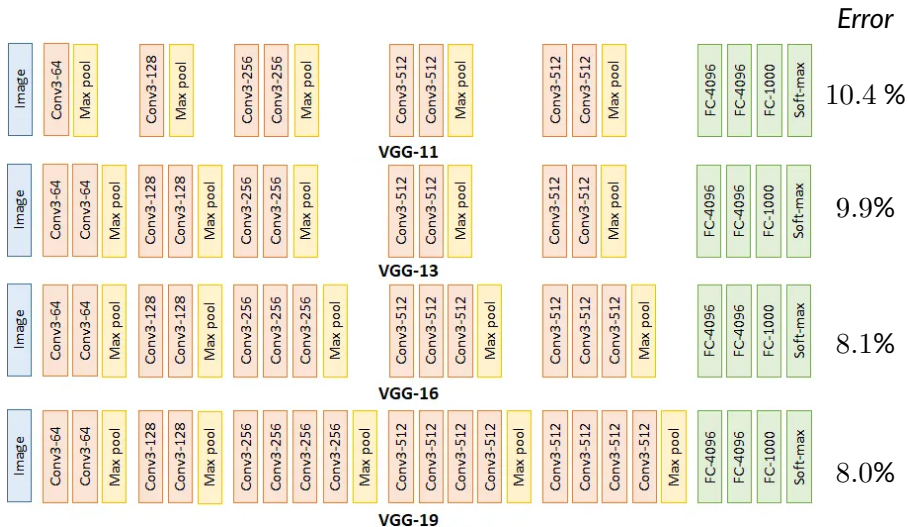 Error
Image Conv3-64 Max pool Conv3-128 Max pool Conv3-256 Conv3-256 Max pool Conv3-512 Conv3-512 Max pool Conv3-512 Conv3-512 Max pool FC-4096 FC-4096 FC-1000 Soft-max 10.4 %
VGG-11
Image Conv3-64 Conv3-64 Max pool Conv3-128 Conv3-128 Max pool Conv3-256 Conv3-256 Max pool Conv3-512 Conv3-512 Max pool Conv3-512 Conv3-512 Max pool FC-4096 FC-4096 FC-1000 Soft-max 9.9%
VGG-13
Image Conv3-64 Conv3-64 Max pool Conv3-128 Conv3-128 Max pool Conv3-256 Conv3-256 Conv3-256 Max pool Conv3-512 Conv3-512 Conv3-512 Max pool Conv3-512 Conv3-512 Conv3-512 Max pool FC-4096 FC-4096 FC-1000 Soft-max 8.1%
VGG-16
Image Conv3-64 Conv3-64 Max pool Conv3-128 Conv3-128 Max pool Conv3-256 Conv3-256 Conv3-256 Conv3-256 Max pool Conv3-512 Conv3-512 Conv3-512 Conv3-512 Max pool Conv3-512 Conv3-512 Conv3-512 Conv3-512 Max pool FC-4096 FC-4096 FC-1000 Soft-max 8.0%
VGG-19